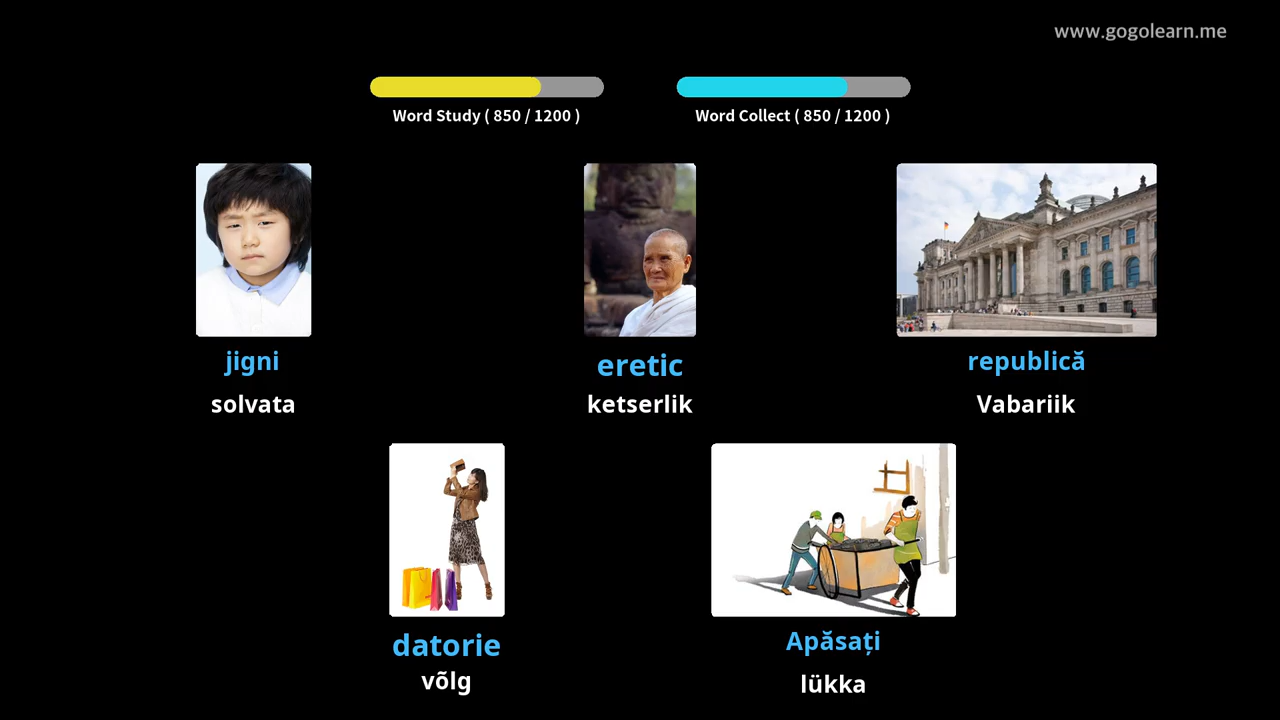 www.gogolearn.me
Word Study ( 850 / 1200 )
Word Collect ( 850 / 1200 )
jigni
solvata
eretic
ketserlik
republică
Vabariik
datorie
võlg
Apăsați
lükka